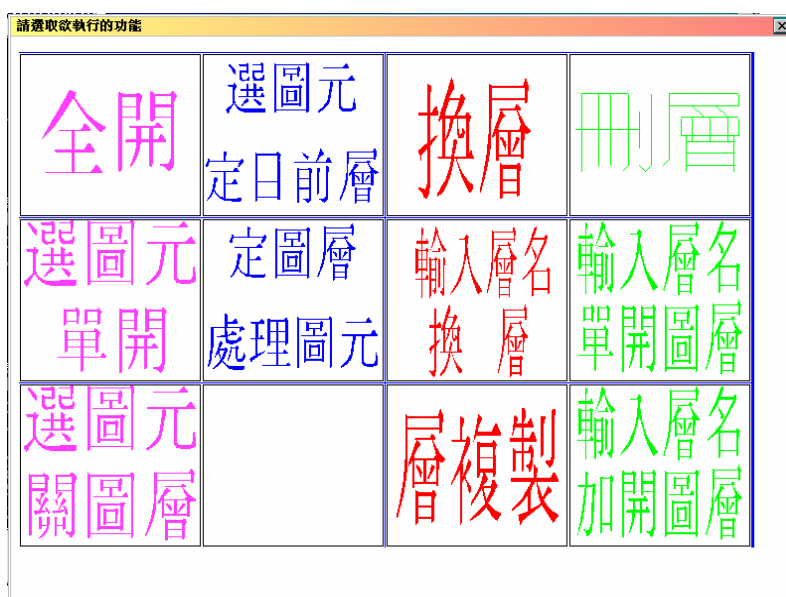 請選取欲執行的功能
全開
選圖元
定目前層
換層
刪層
選圖元
單開
定圖層
處理圖元
輸入層名
換 層
輸入層名
單開圖層
選圖元
關圖層
層複製
輸入層名
加開圖層